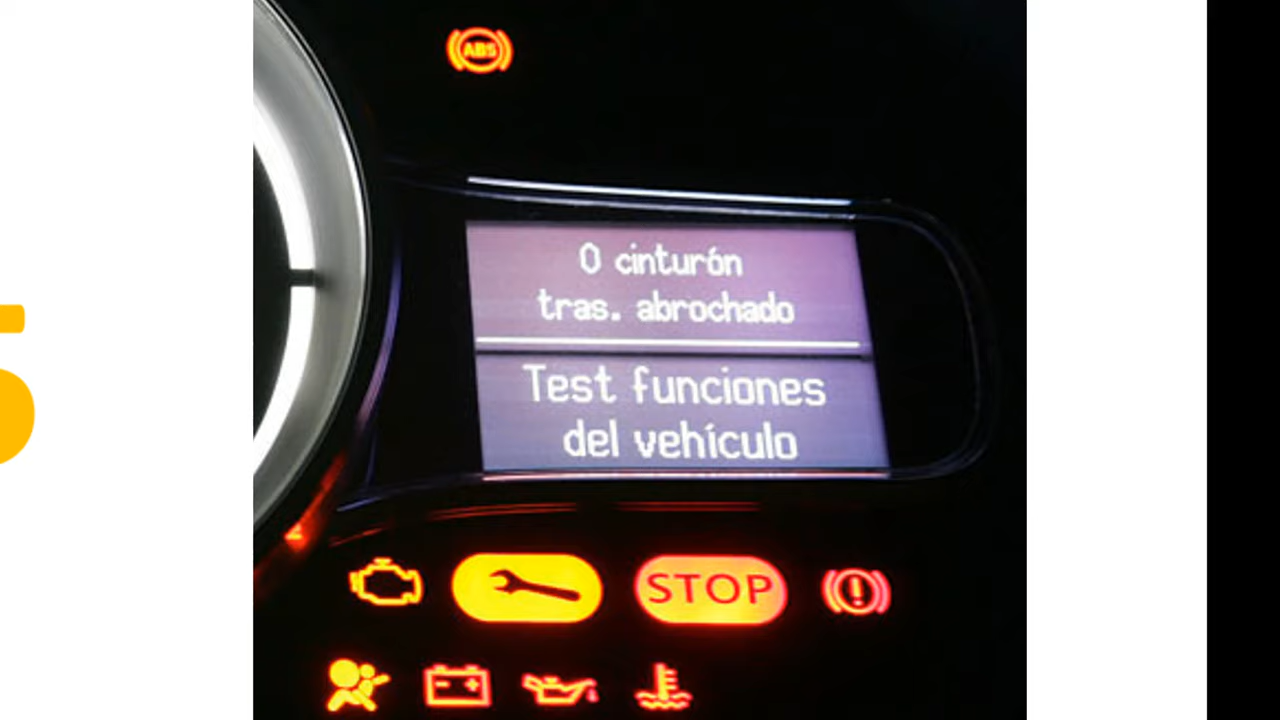 ABS
0 cinturón
tras. abrochado
Test funciones
del vehículo
STOP